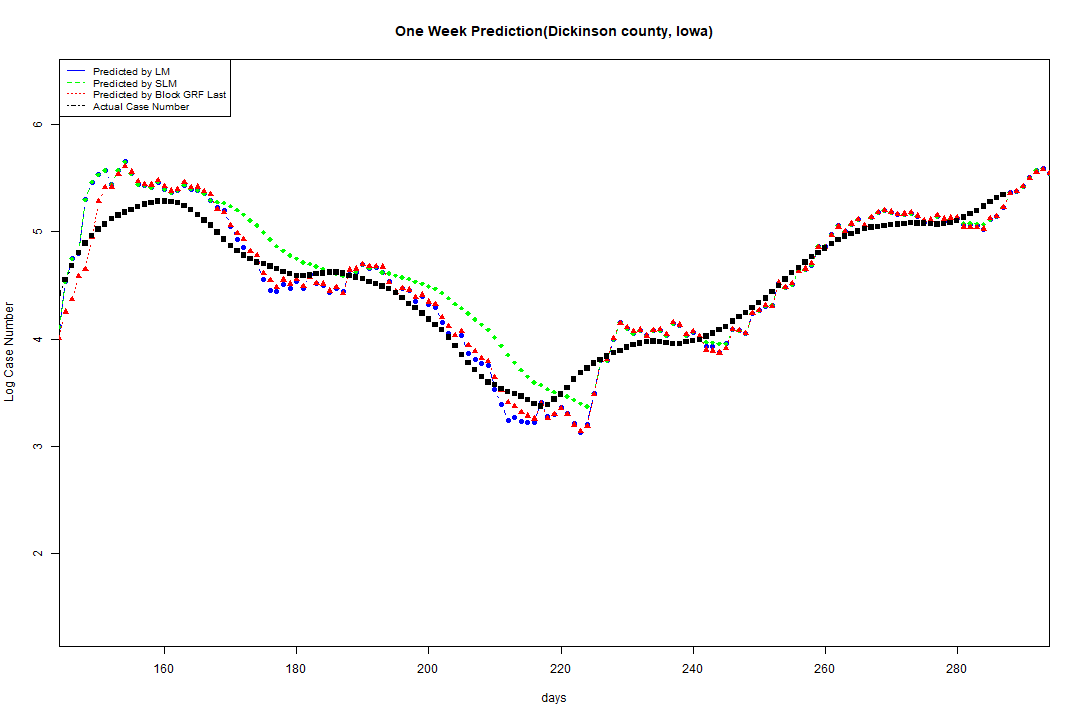 One Week Prediction(Dickinson county, Iowa)
Predicted by LM
Predicted by SLM
Predicted by Block GRF Last
Actual Case Number
6
5
4
3
2
Log Case Number
160 180 200 220 240 260 280
days